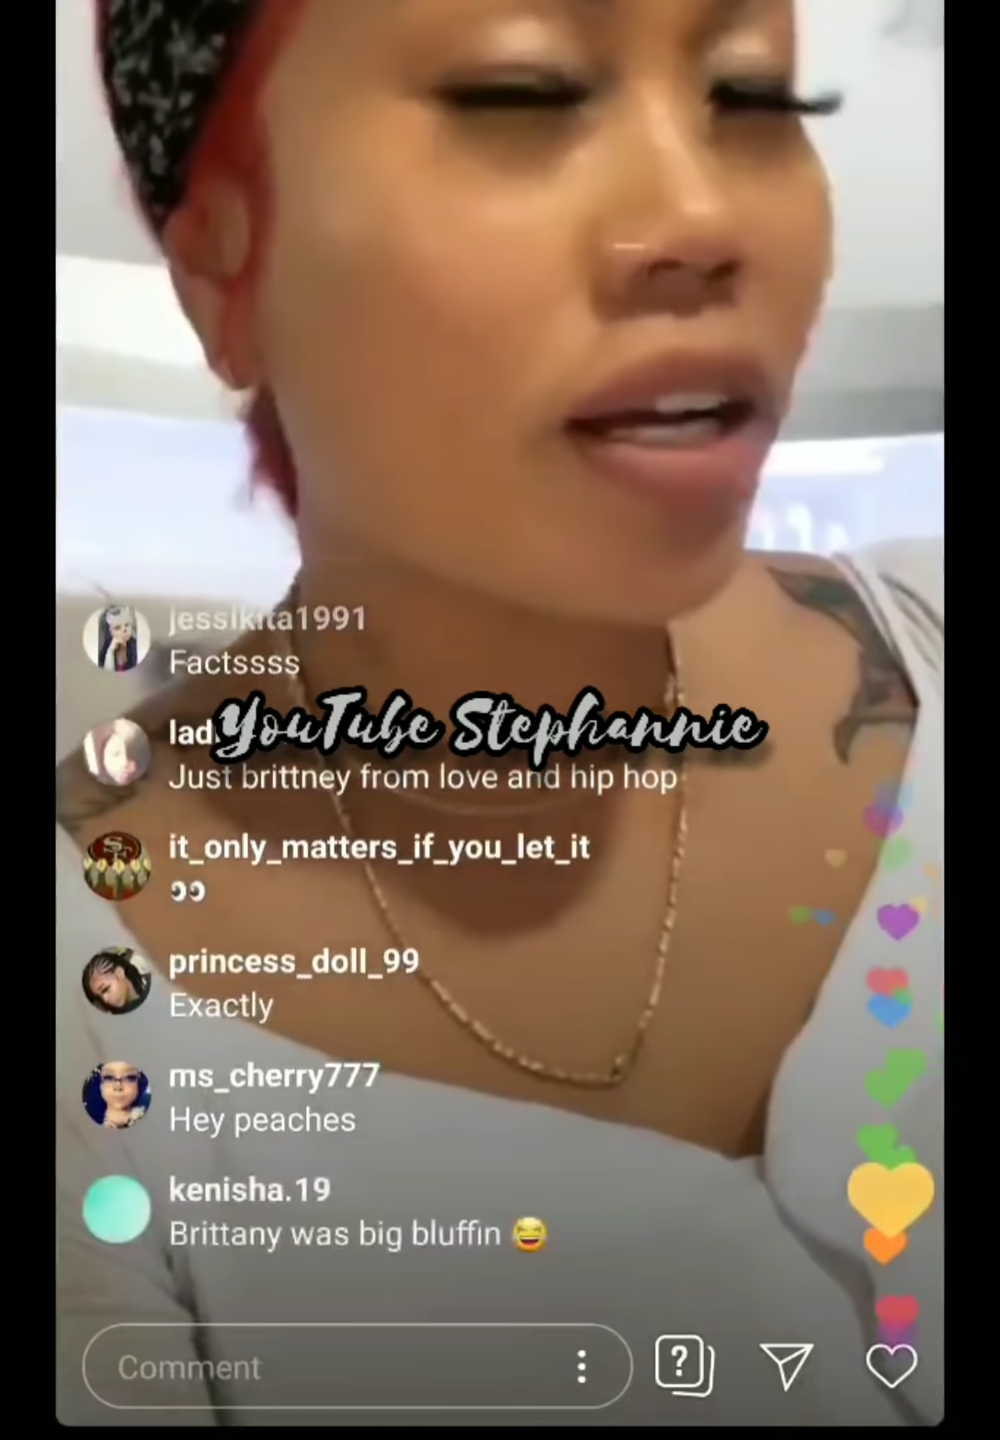 jessikita1991
Factssss
lad
YouTube Stephannie
Just brittney from love and hip hop
it_only_matters_if_you_let_it
👀
princess_doll_99
Exactly
ms_cherry777
Hey peaches
kenisha.19
Brittany was big bluffin 😂
Comment
?